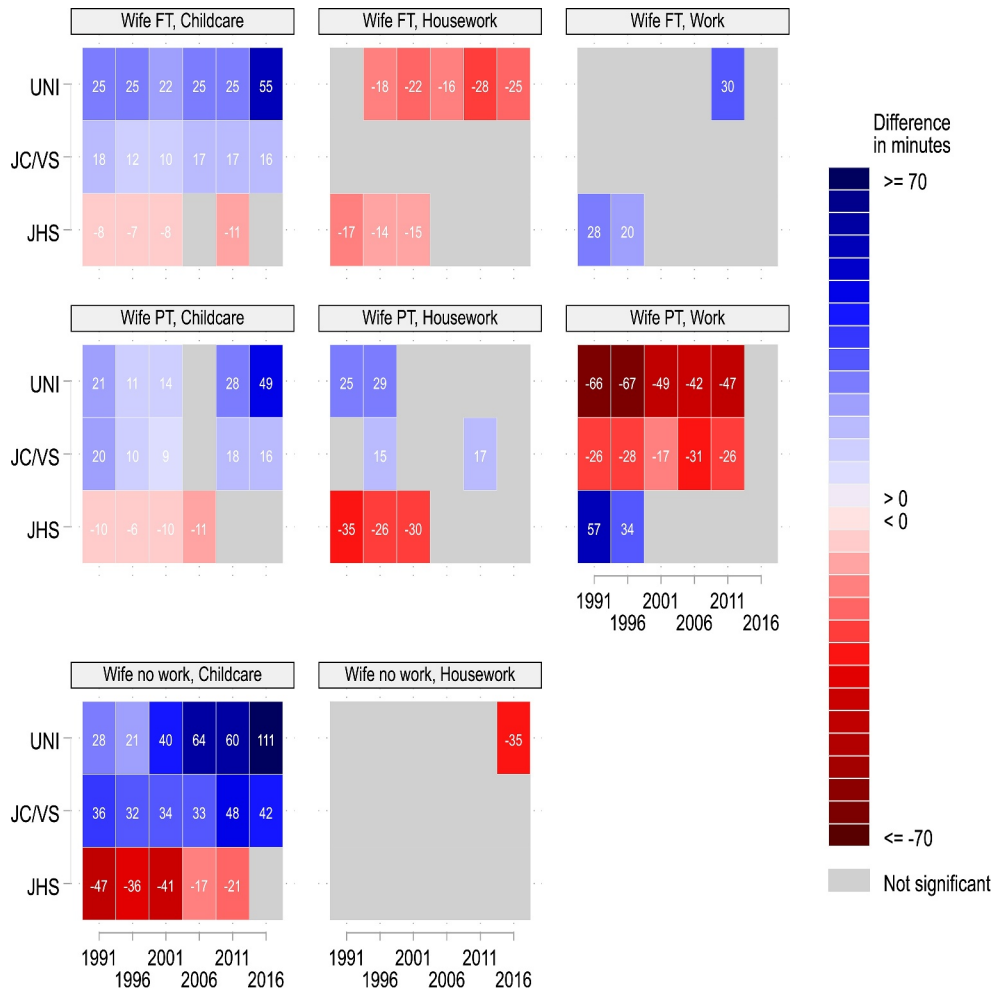 Wife FT, Childcare Wife FT, Housework Wife FT, Work
UNI 25 25 22 25 25 55 -18 -22 -16 -28 -25 30
JC/VS 18 12 10 17 17 16
JHS -8 -7 -8 -11 -17 -14 -15 28 20
Wife PT, Childcare Wife PT, Housework Wife PT, Work
UNI 21 11 14 28 49 25 29 -66 -67 -49 -42 -47
JC/VS 20 10 9 18 16 15 17 -26 -28 -17 -31 -26
JHS -10 -6 -10 -11 -35 -26 -30 57 34
1991 2001 2011
1996 2006 2016
Wife no work, Childcare Wife no work, Housework
UNI 28 21 40 64 60 111 -35
JC/VS 36 32 34 33 48 42
JHS -47 -36 -41 -17 -21
1991 2001 2011 1991 2001 2011
1996 2006 2016 1996 2006 2016
Difference
in minutes
>= 70
> 0
< 0
<= -70
Not significant